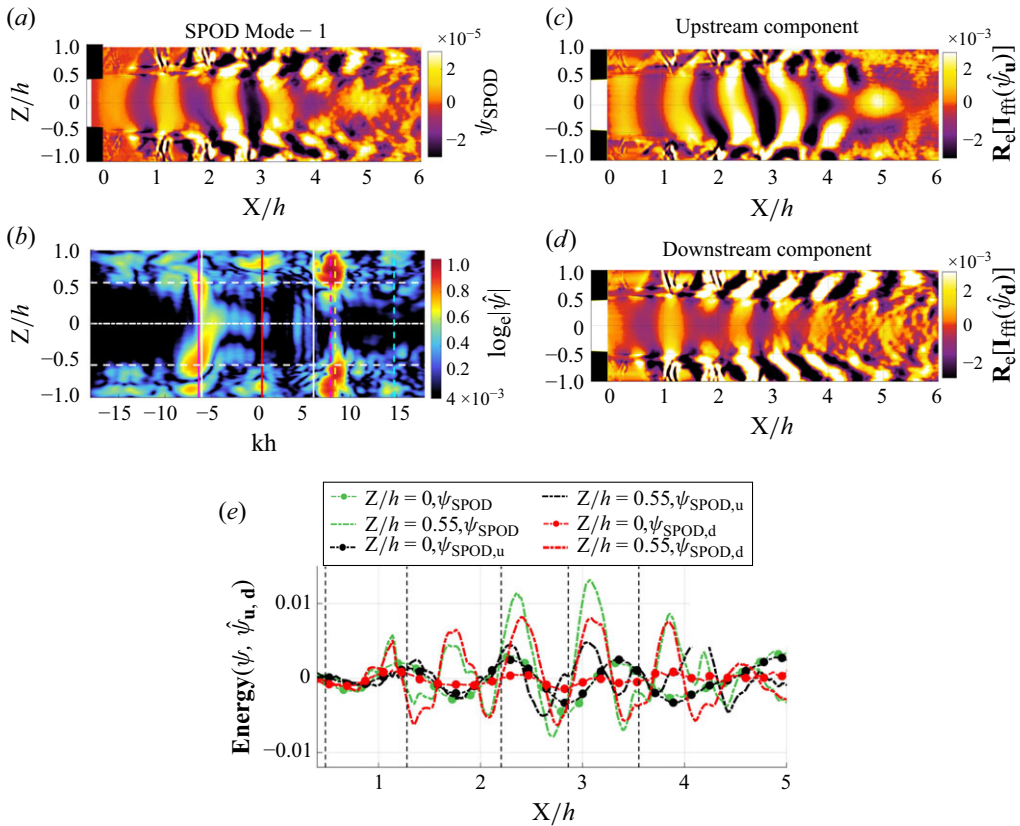 (a)
SPOD Mode – 1
×10⁻⁵
Z/h
1.0
0.5
0
−0.5
−1.0
2
0
−2
ψSPOD
0 1 2 3 4 5 6
X/h
(c)
Upstream component
×10⁻³
1.0
0.5
0
−0.5
−1.0
2
0
−2
Re[Ifft(ψ̂u)]
0 1 2 3 4 5 6
X/h
(b)
Z/h
1.0
0.5
0
−0.5
−1.0
1.0
0.8
0.6
0.4
0.2
4 ×10⁻³
loge|ψ̂|
−15 −10 −5 0 5 10 15
kh
(d)
Downstream component
×10⁻³
1.0
0.5
0
−0.5
−1.0
2
0
−2
Re[Ifft(ψ̂d)]
0 1 2 3 4 5 6
X/h
(e)
Z/h = 0,ψSPOD
Z/h = 0.55,ψSPOD
Z/h = 0,ψSPOD,u
Z/h = 0.55,ψSPOD,u
Z/h = 0,ψSPOD,d
Z/h = 0.55,ψSPOD,d
Energy(ψ, ψ̂u, d)
0.01
0
−0.01
1 2 3 4 5
X/h